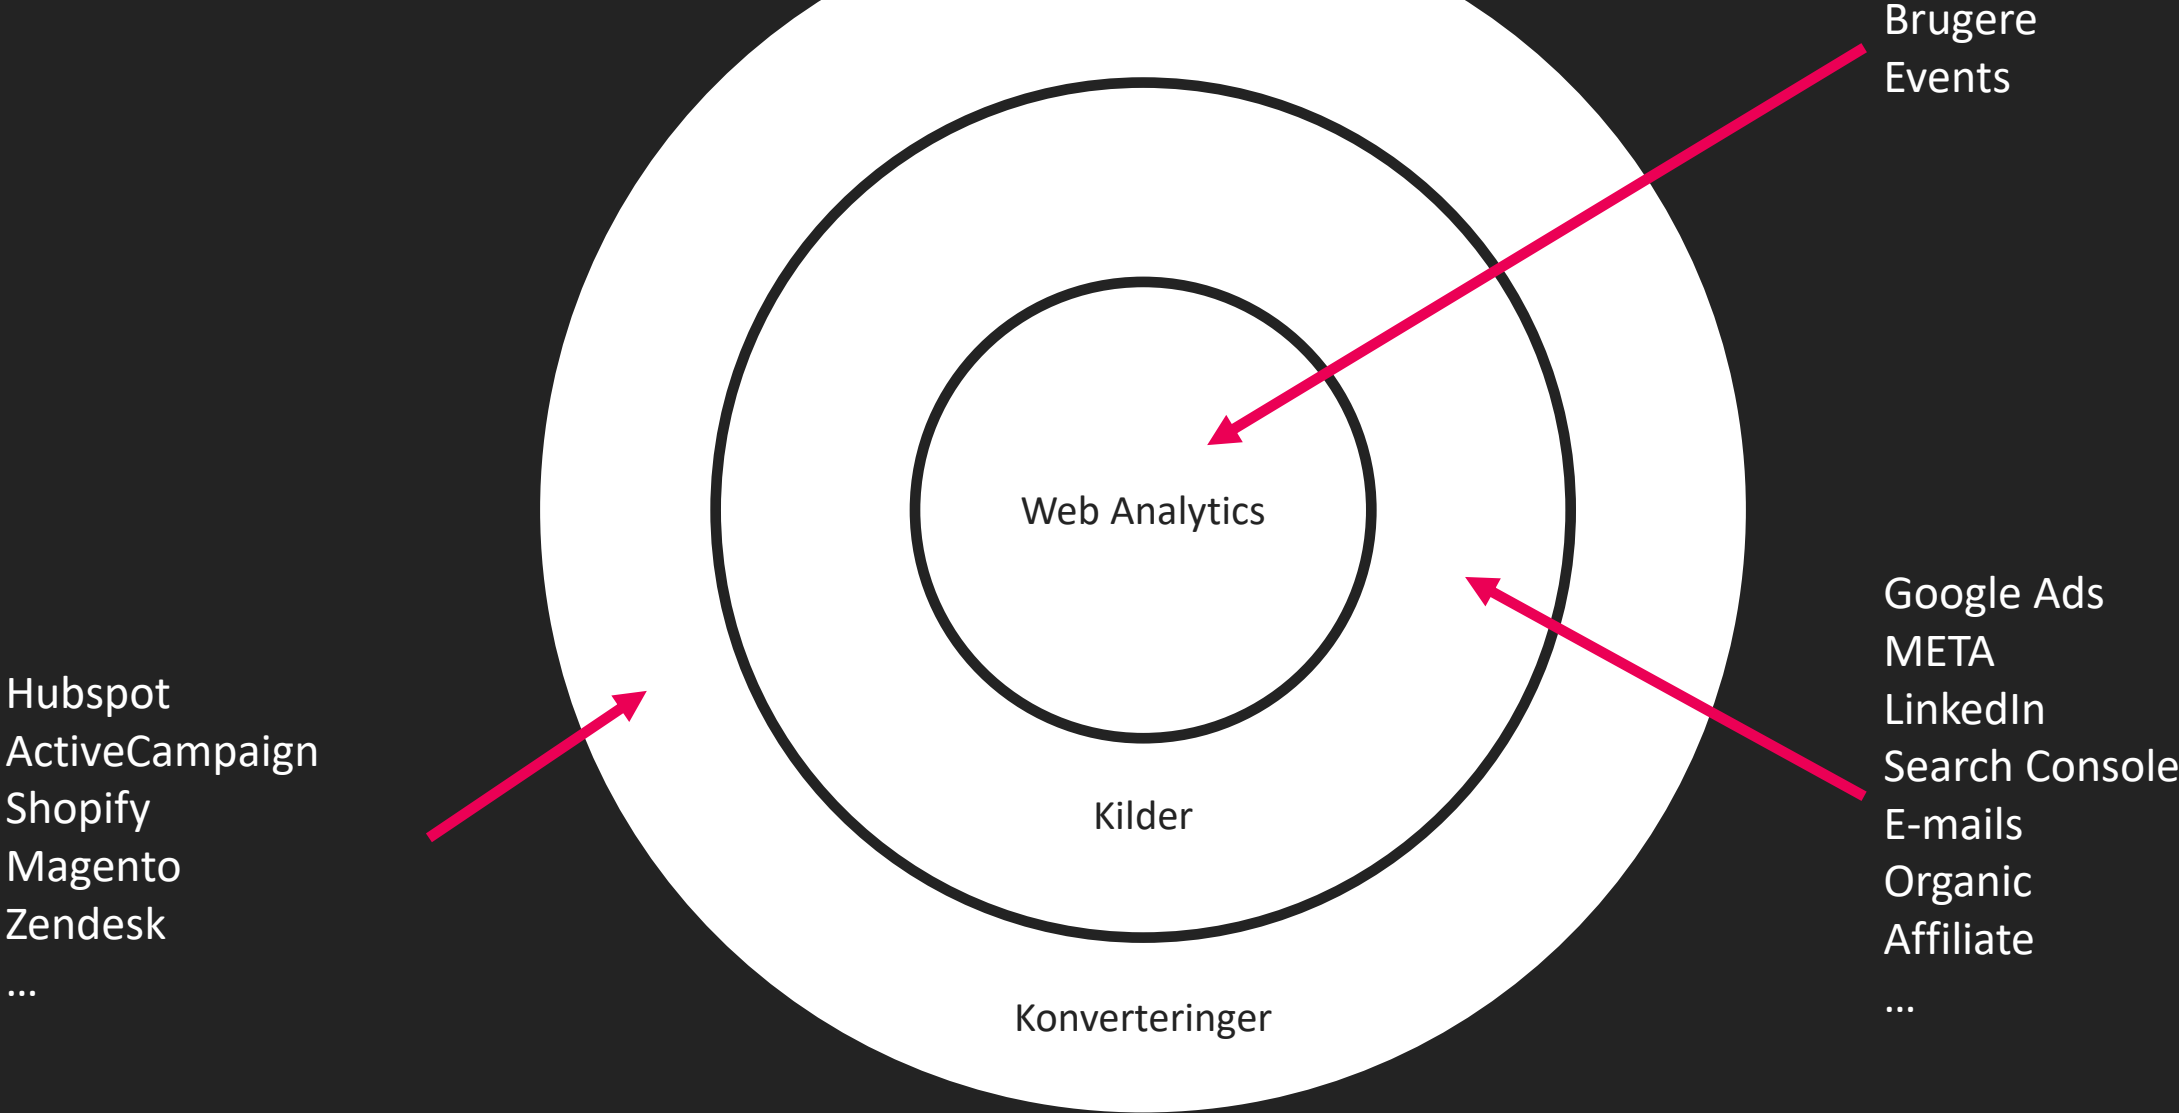 Brugere
Events
Web Analytics
Kilder
Konverteringer
Hubspot
ActiveCampaign
Shopify
Magento
Zendesk
...
Google Ads
META
LinkedIn
Search Console
E-mails
Organic
Affiliate
...